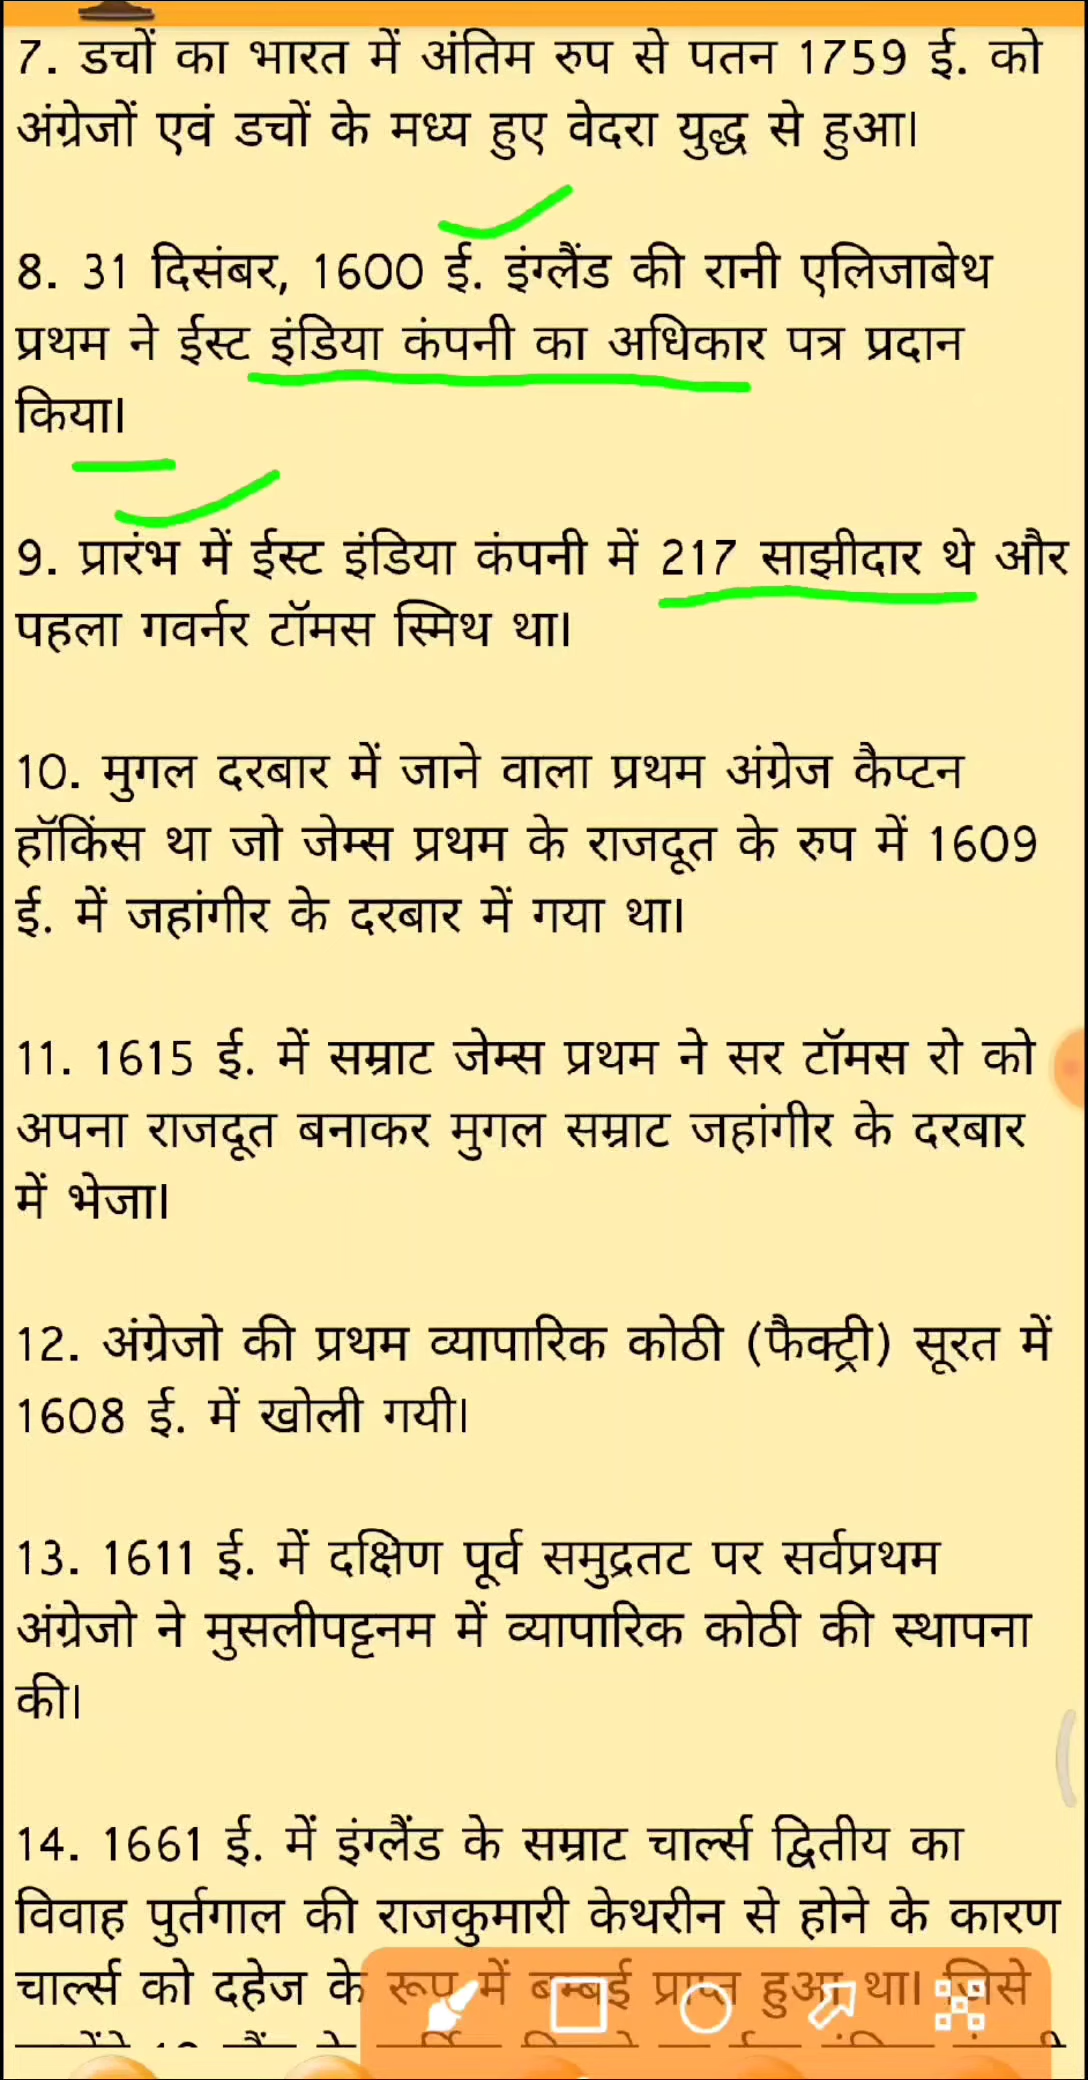 7. डचों का भारत में अंतिम रुप से पतन 1759 ई. को
अंग्रेजों एवं डचों के मध्य हुए वेदरा युद्ध से हुआ।
8. 31 दिसंबर, 1600 ई. इंग्लैंड की रानी एलिजाबेथ
प्रथम ने ईस्ट इंडिया कंपनी का अधिकार पत्र प्रदान
किया।
9. प्रारंभ में ईस्ट इंडिया कंपनी में 217 साझीदार थे और
पहला गवर्नर टॉमस स्मिथ था।
10. मुगल दरबार में जाने वाला प्रथम अंग्रेज कैप्टन
हॉकिंस था जो जेम्स प्रथम के राजदूत के रुप में 1609
ई. में जहांगीर के दरबार में गया था।
11. 1615 ई. में सम्राट जेम्स प्रथम ने सर टॉमस रो को
अपना राजदूत बनाकर मुगल सम्राट जहांगीर के दरबार
में भेजा।
12. अंग्रेजो की प्रथम व्यापारिक कोठी (फैक्ट्री) सूरत में
1608 ई. में खोली गयी।
13. 1611 ई. में दक्षिण पूर्व समुद्रतट पर सर्वप्रथम
अंग्रेजो ने मुसलीपट्टनम में व्यापारिक कोठी की स्थापना
की।
14. 1661 ई. में इंग्लैंड के सम्राट चार्ल्स द्वितीय का
विवाह पुर्तगाल की राजकुमारी केथरीन से होने के कारण
चार्ल्स को दहेज के रूप में बम्बई प्राप्त हुआ था। जिसे